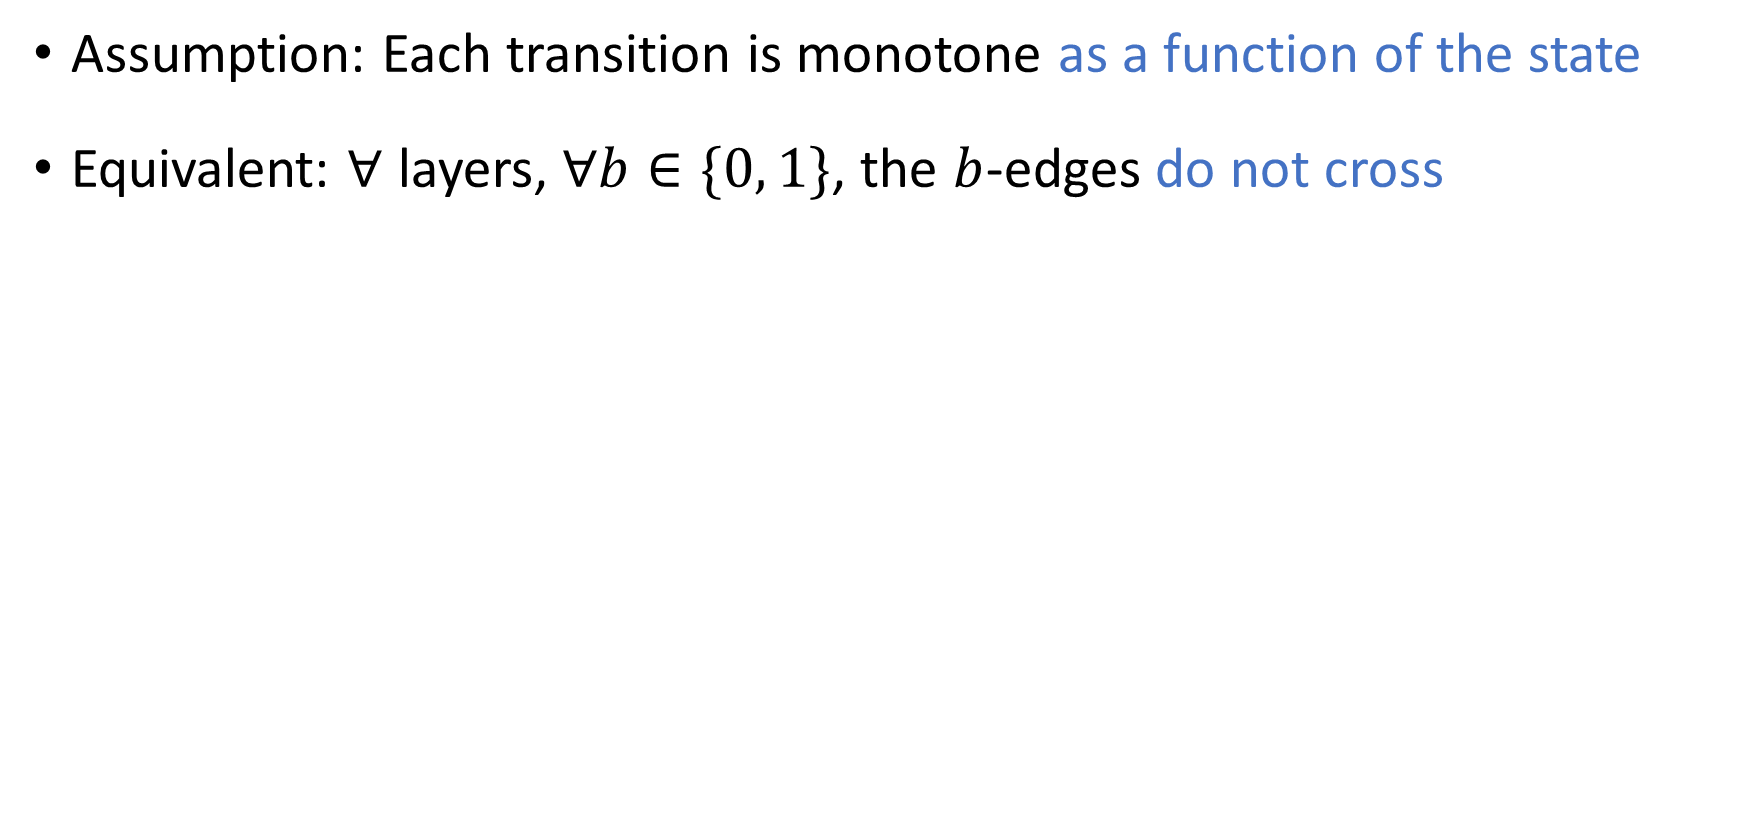 • Assumption: Each transition is monotone as a function of the state
• Equivalent: ∀ layers, ∀𝑏 ∈ {0, 1}, the 𝑏-edges do not cross